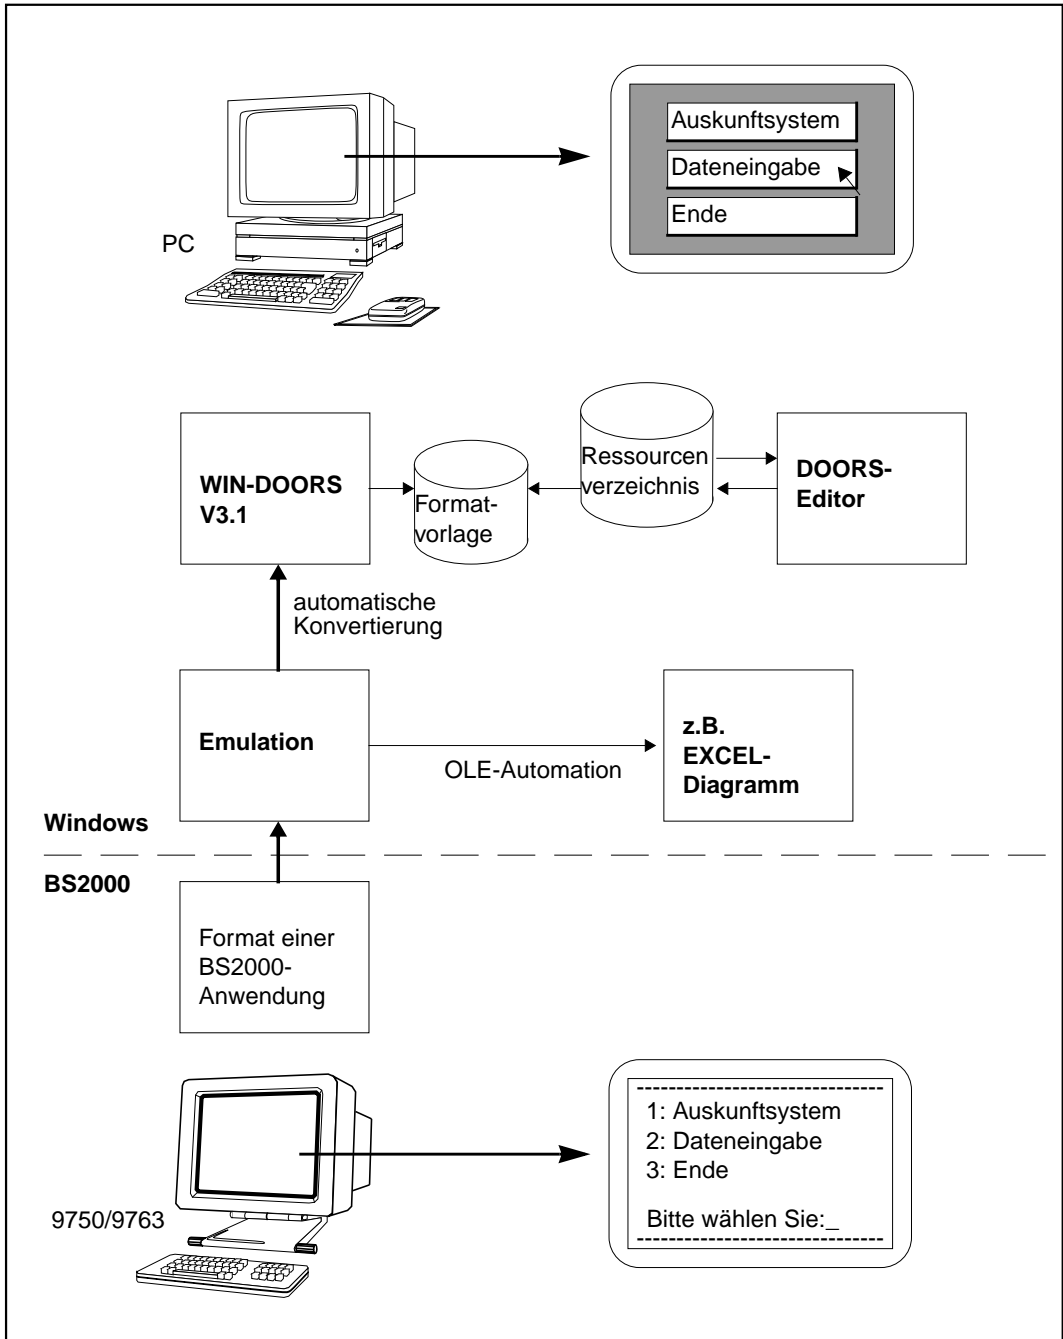 Auskunftsystem
Dateneingabe
Ende
PC
WIN-DOORS
V3.1
Format-
vorlage
Ressourcen
verzeichnis
DOORS-
Editor
automatische
Konvertierung
Emulation
OLE-Automation
z.B.
EXCEL-
Diagramm
Windows
BS2000
Format einer
BS2000-
Anwendung
9750/9763
1: Auskunftsystem
2: Dateneingabe
3: Ende
Bitte wählen Sie:_